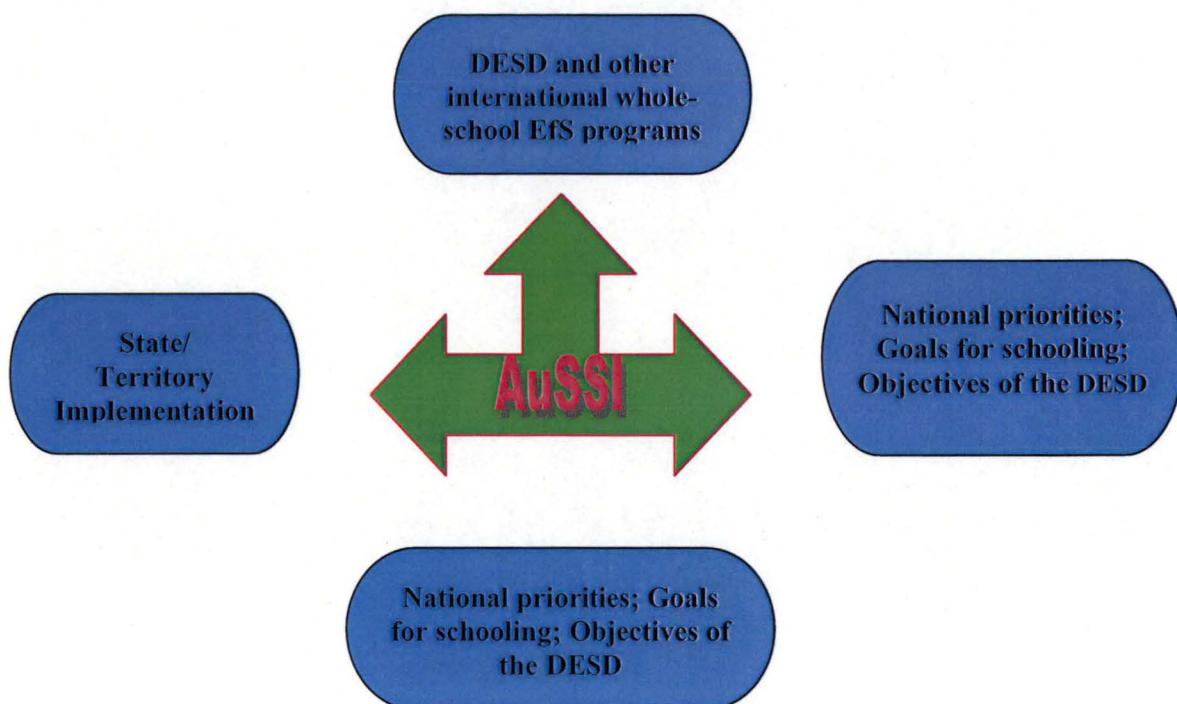 DESD and other
international whole-
school EfS programs
State/
Territory
Implementation
AuSSI
National priorities;
Goals for schooling;
Objectives of the DESD
National priorities; Goals
for schooling; Objectives of
the DESD